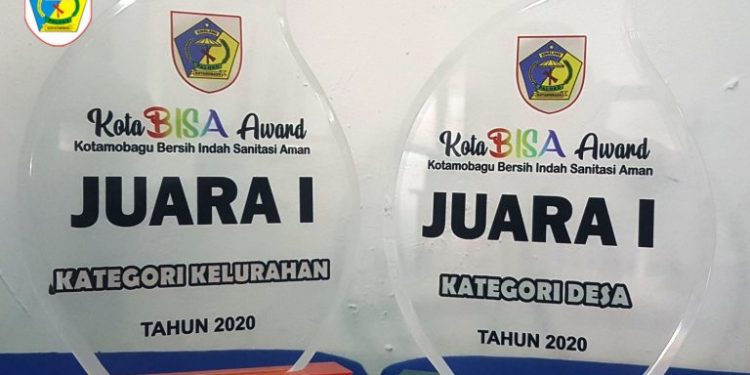 Kota BISA Award
Kotamobagu Bersih Indah Sanitasi Aman
JUARA I
KATEGORI KELURAHAN
TAHUN 2020
Kota BISA Award
Kotamobagu Bersih Indah Sanitasi Aman
JUARA I
KATEGORI DESA
TAHUN 2020